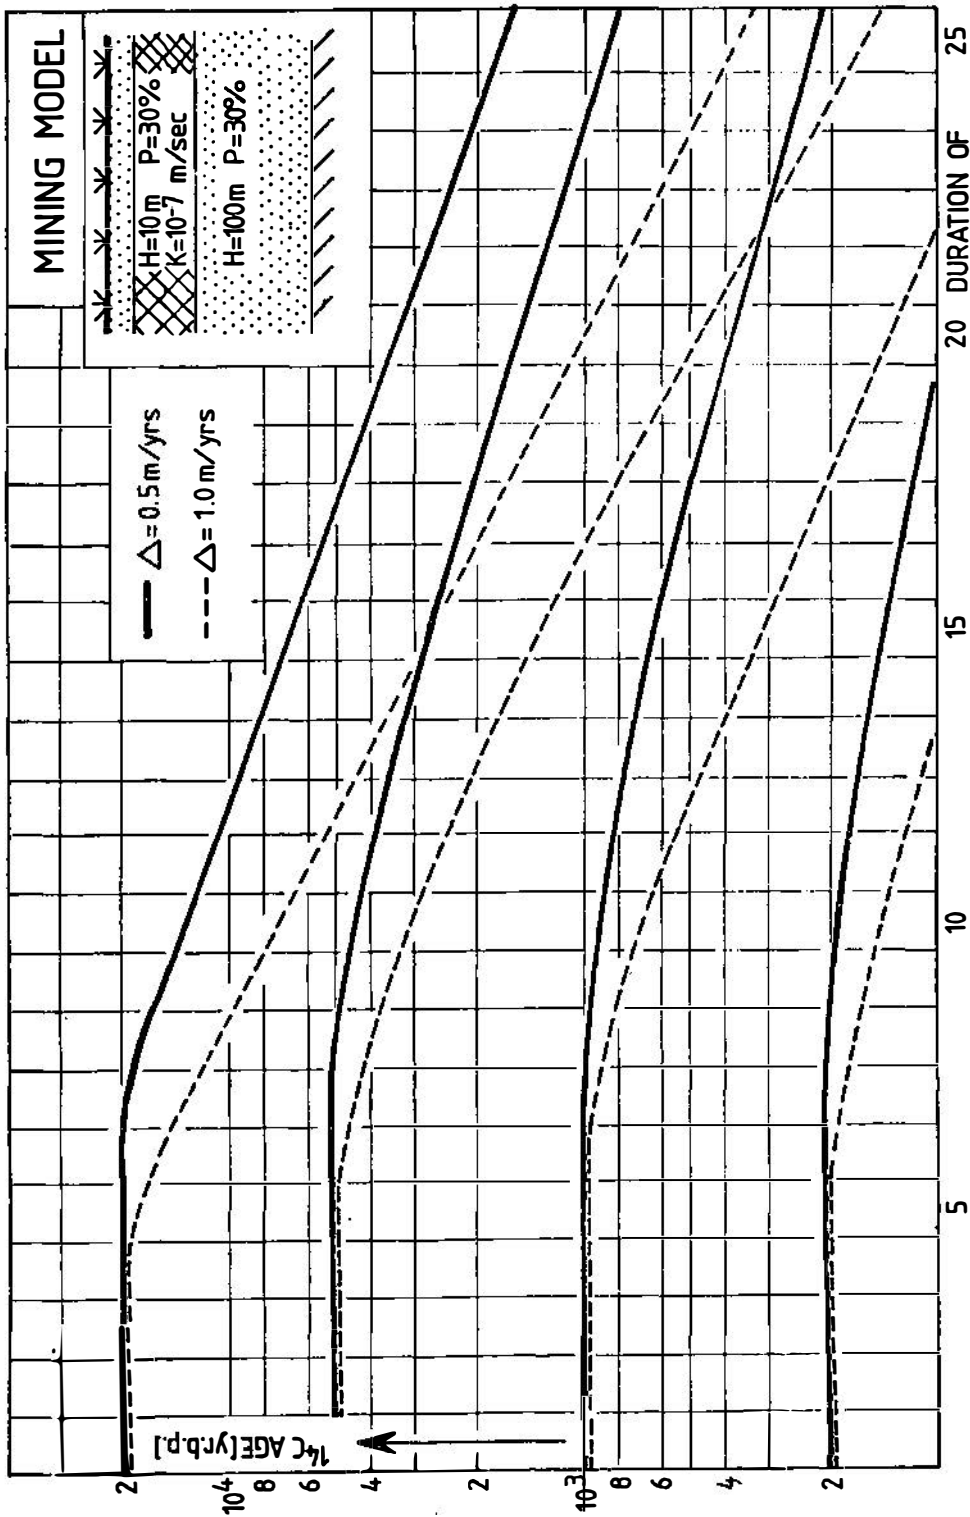 MINING MODEL
H=10m P=30%
K=10-7 m/sec
H=100m P=30%
Δ=0.5m/yrs
Δ=1.0m/yrs
14C AGE [yr.b.p.]
2
10⁴
8
6
4
2
10³
8
6
4
2
5
10
15
20
25
DURATION OF